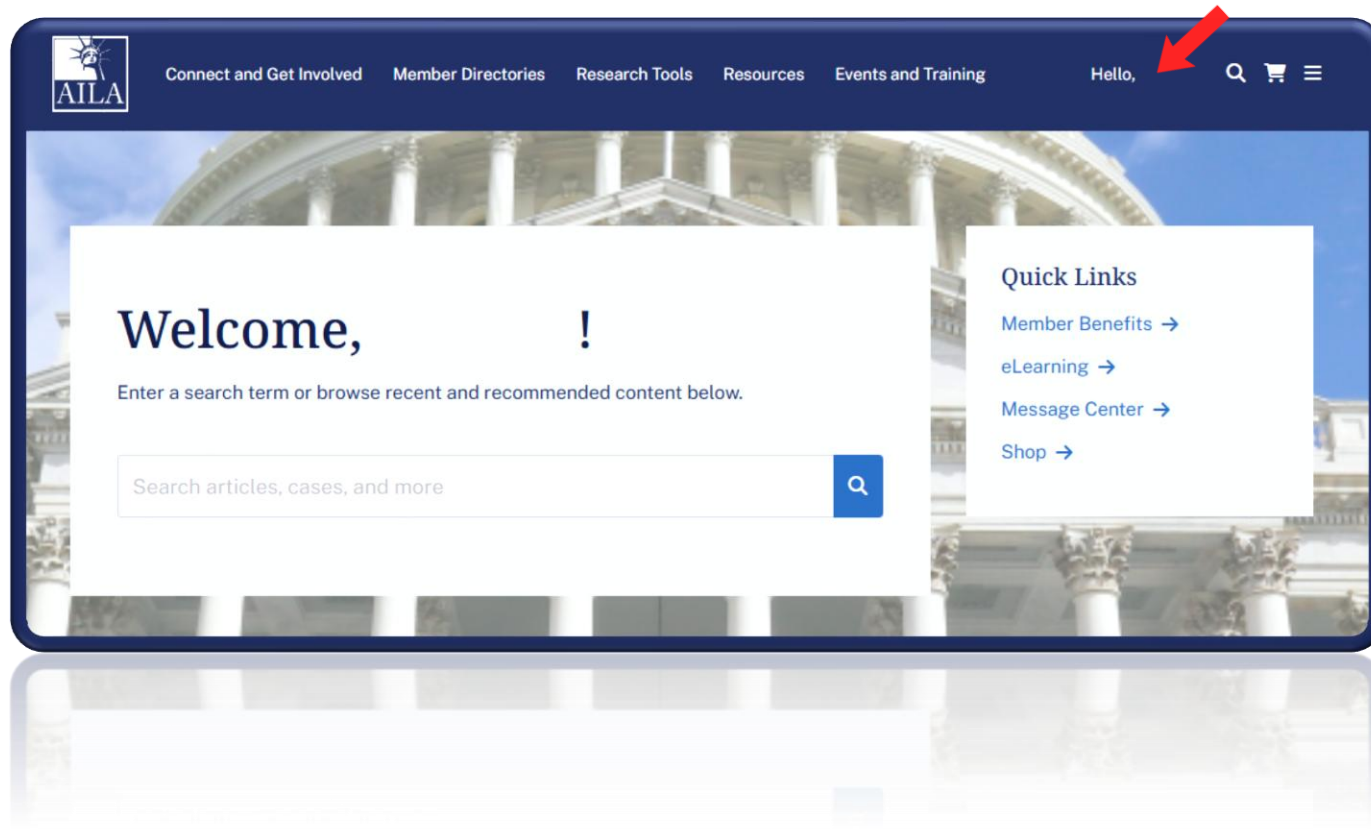 AILA
Connect and Get Involved Member Directories Research Tools Resources Events and Training Hello,
Welcome, !
Enter a search term or browse recent and recommended content below.
Search articles, cases, and more
Quick Links
Member Benefits →
eLearning →
Message Center →
Shop →